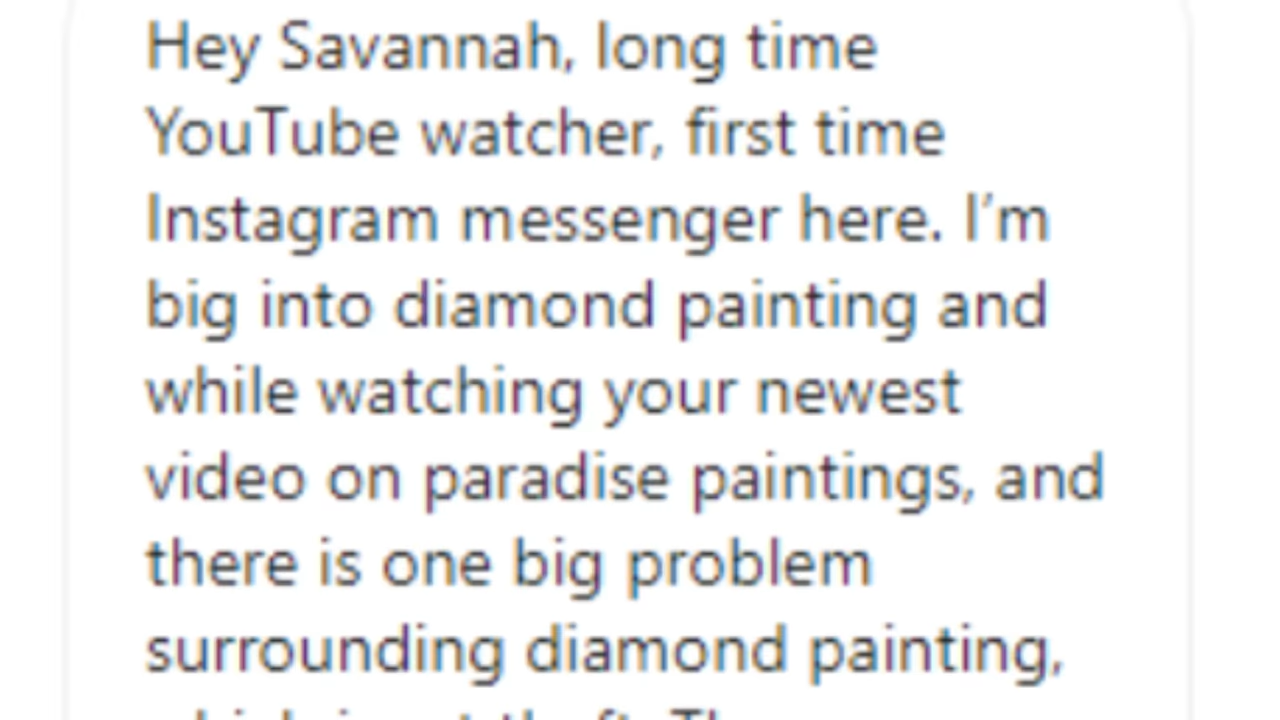 Hey Savannah, long time
YouTube watcher, first time
Instagram messenger here. I'm
big into diamond painting and
while watching your newest
video on paradise paintings, and
there is one big problem
surrounding diamond painting,